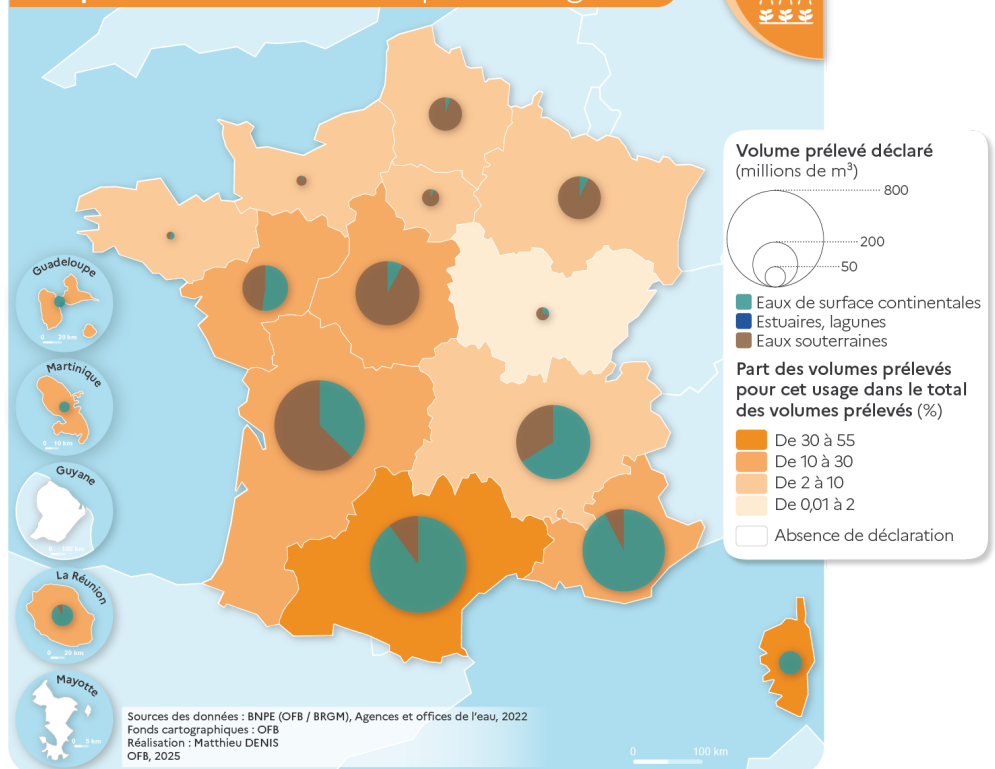 Guadeloupe
0 20 km
Martinique
0 10 km
Guyane
0 100 km
La Réunion
0 20 km
Mayotte
0 5 km
Volume prélevé déclaré
(millions de m³)
800
200
50
Eaux de surface continentales
Estuaires, lagunes
Eaux souterraines
Part des volumes prélevés
pour cet usage dans le total
des volumes prélevés (%)
De 30 à 55
De 10 à 30
De 2 à 10
De 0,01 à 2
Absence de déclaration
Sources des données : BNPE (OFB / BRGM), Agences et offices de l'eau, 2022
Fonds cartographiques : OFB
Réalisation : Matthieu DENIS
OFB, 2025
0 100 km